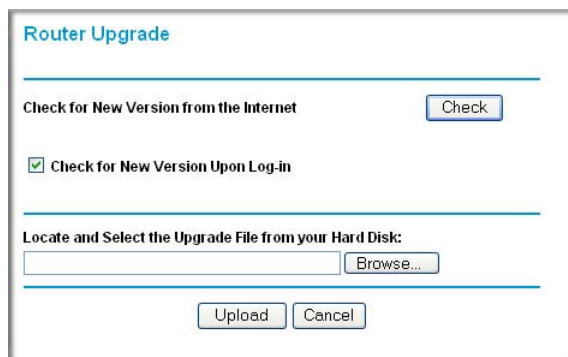 Router Upgrade
Check for New Version from the Internet
Check
Check for New Version Upon Log-in
Locate and Select the Upgrade File from your Hard Disk:
Browse...
Upload Cancel